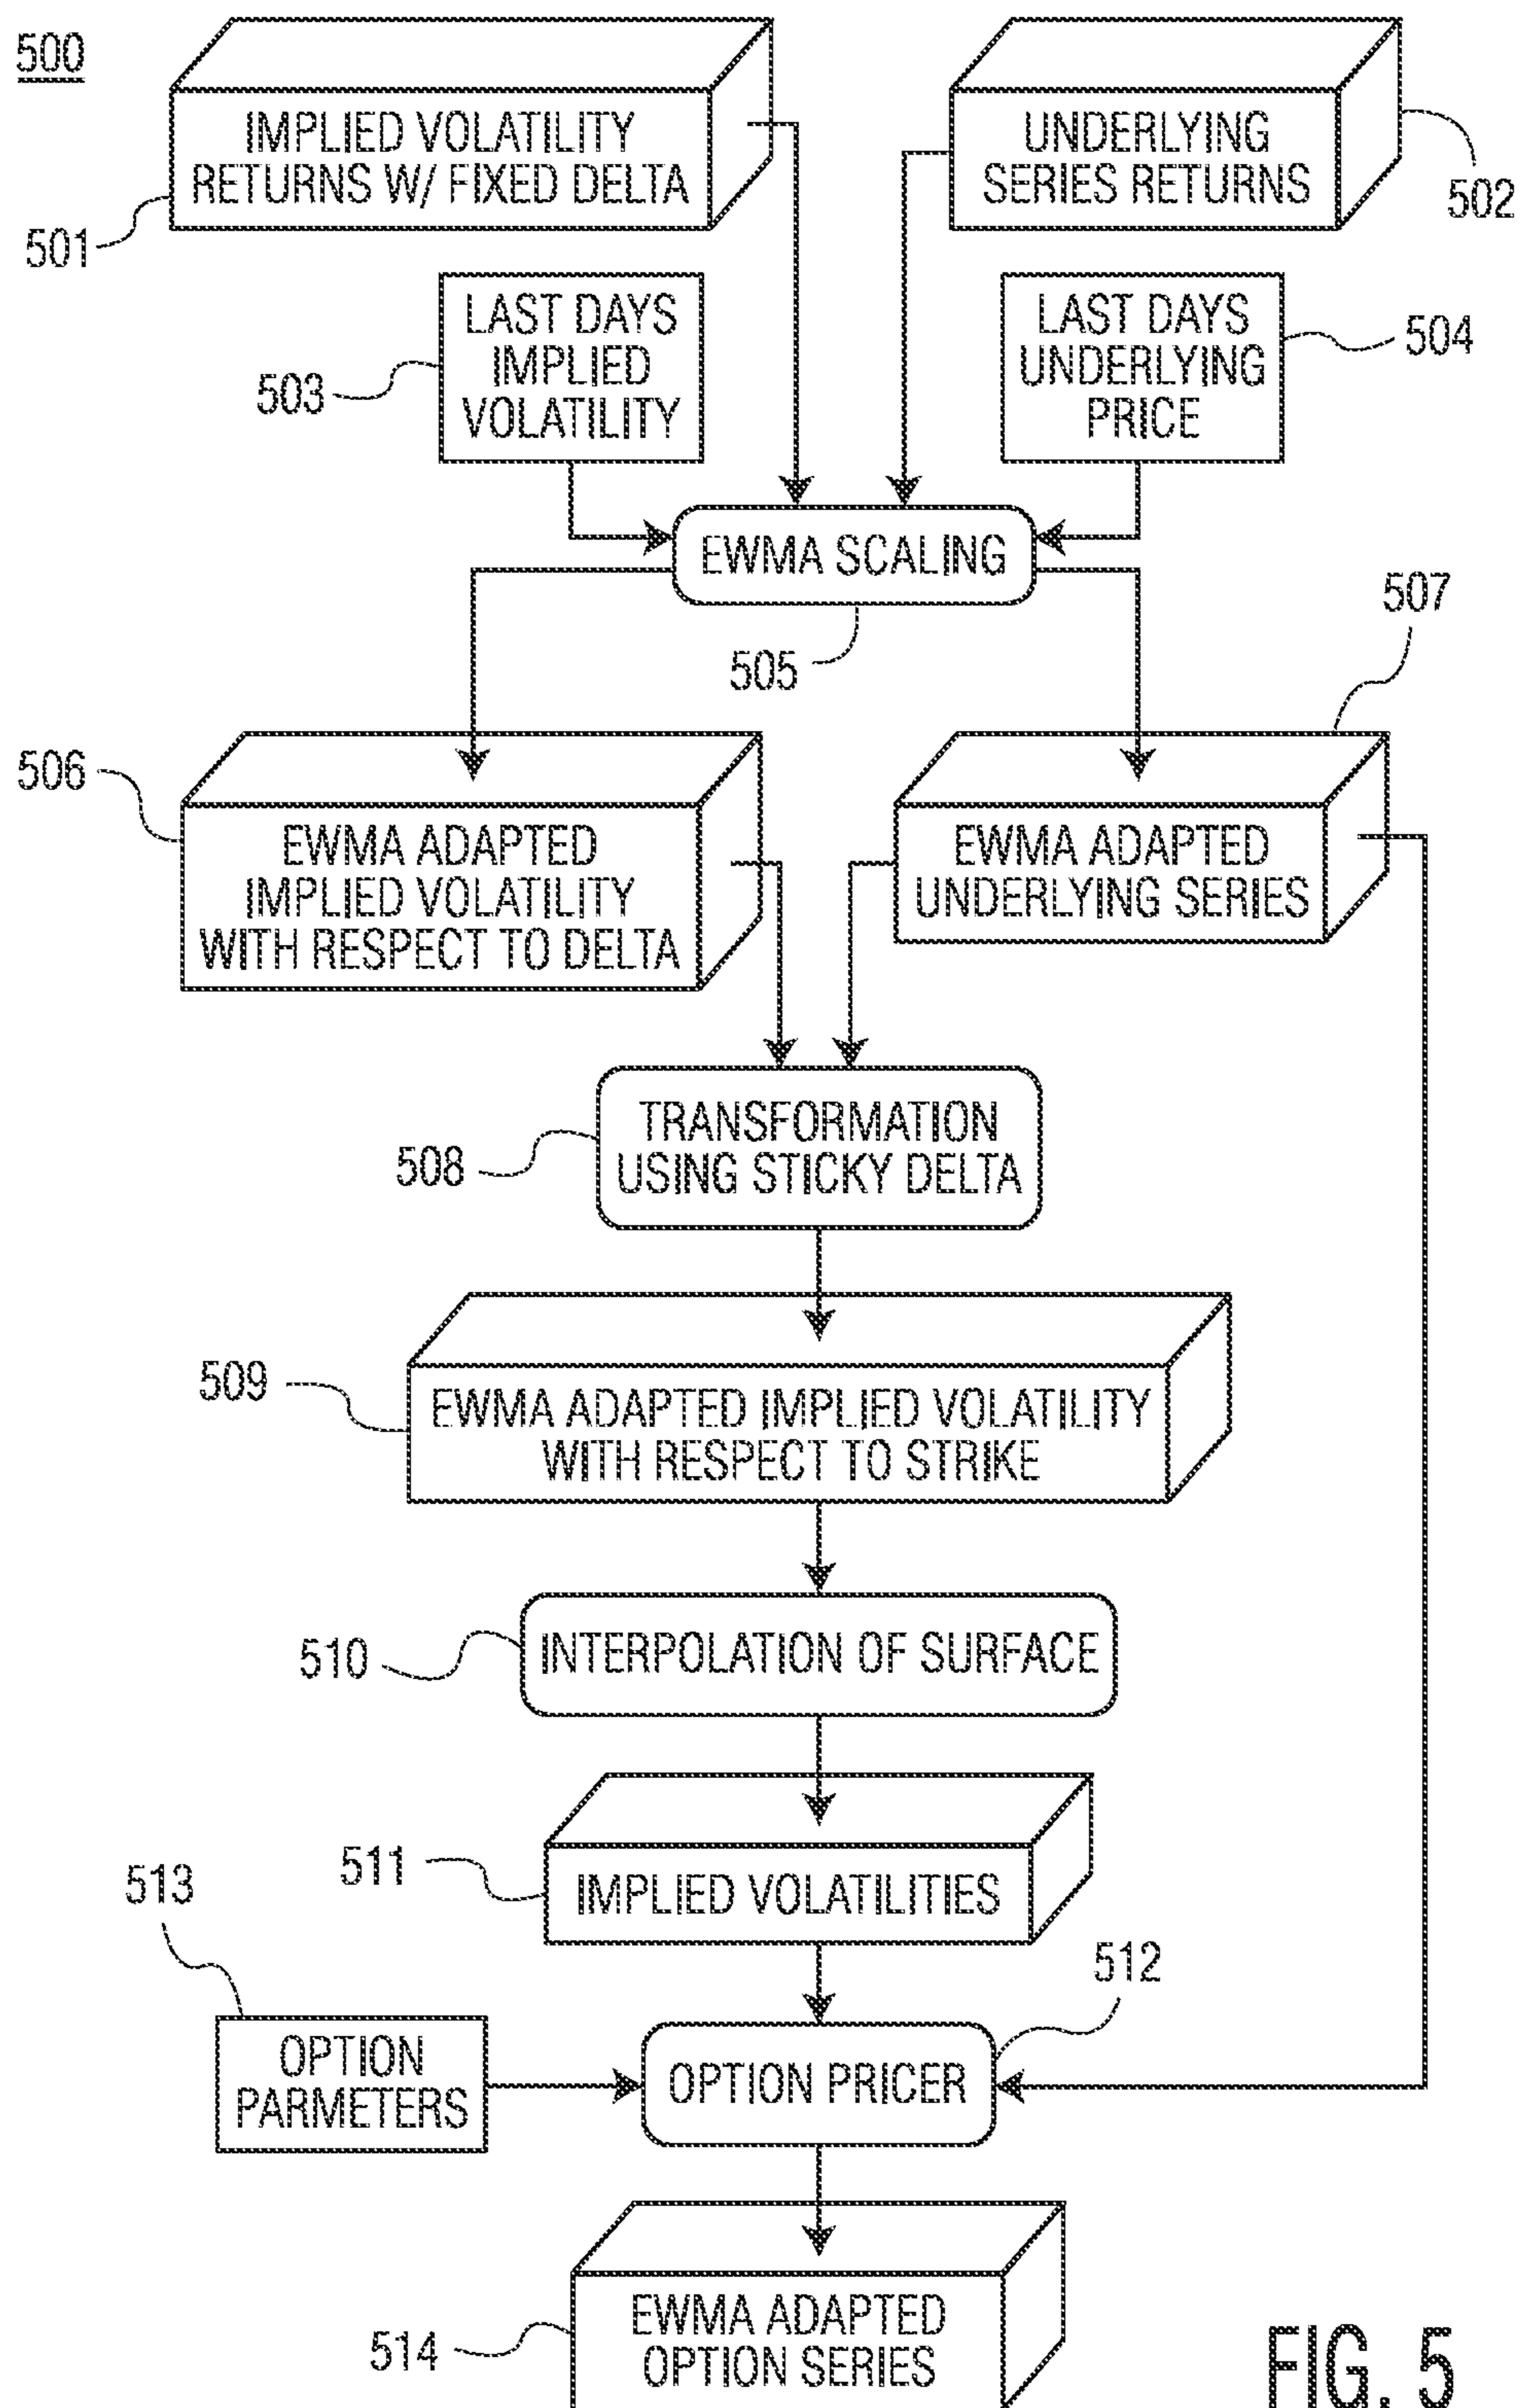 500
IMPLIED VOLATILITY
RETURNS W/ FIXED DELTA
501
UNDERLYING
SERIES RETURNS
502
LAST DAYS
IMPLIED
VOLATILITY
503
LAST DAYS
UNDERLYING
PRICE
504
EWMA SCALING
505
507
506
EWMA ADAPTED
IMPLIED VOLATILITY
WITH RESPECT TO DELTA
EWMA ADAPTED
UNDERLYING SERIES
TRANSFORMATION
USING STICKY DELTA
508
509
EWMA ADAPTED IMPLIED VOLATILITY
WITH RESPECT TO STRIKE
INTERPOLATION OF SURFACE
510
511
IMPLIED VOLATILITIES
513
512
OPTION
PARMETERS
OPTION PRICER
EWMA ADAPTED
OPTION SERIES
514
FIG. 5